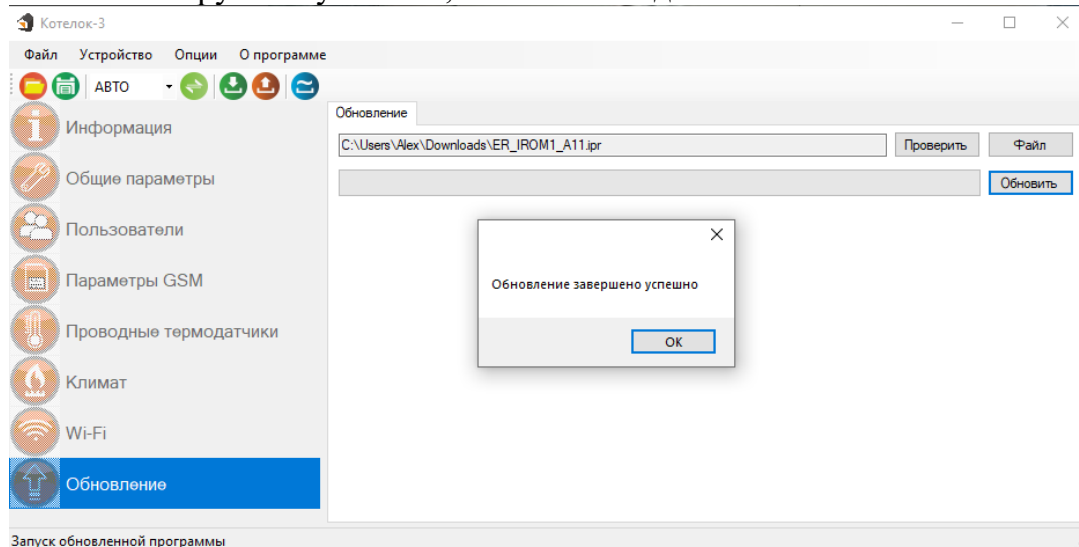 Котелок-3
Файл Устройство Опции О программе
АВТО
Информация
Общие параметры
Пользователи
Параметры GSM
Проводные термодатчики
Климат
Wi-Fi
Обновление
Обновление
C:\Users\Alex\Downloads\ER_IROM1_A11.ipr
Проверить
Файл
Обновить
Обновление завершено успешно
OK
Запуск обновленной программы